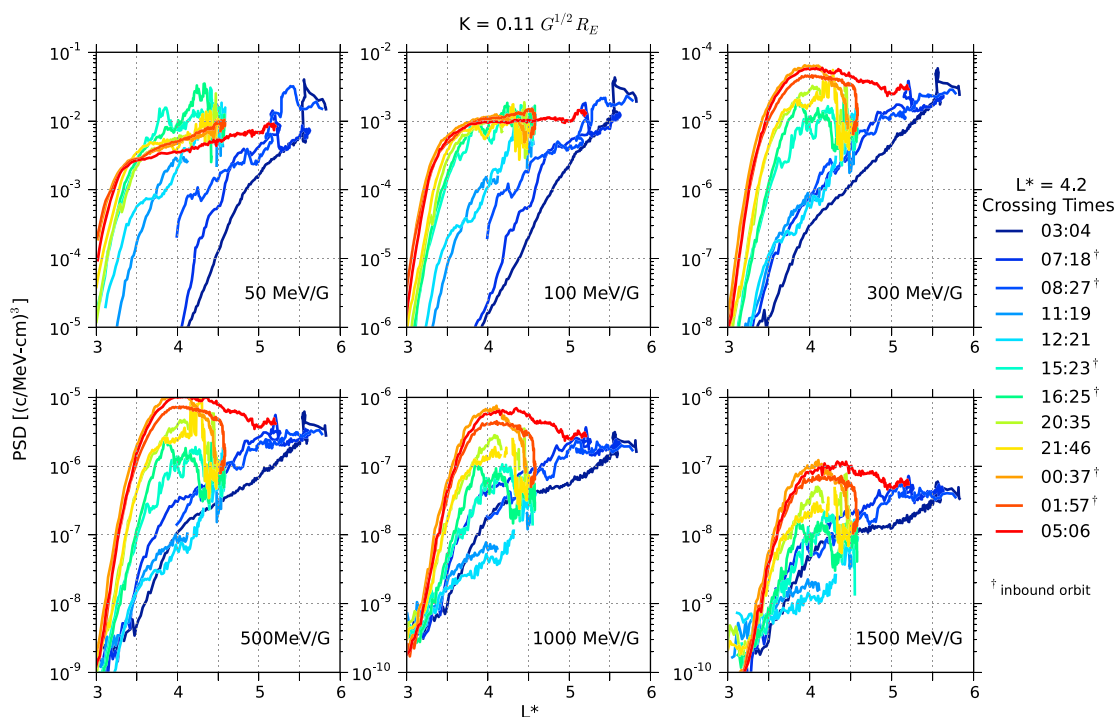 K = 0.11 G^{1/2} R_E
10^{-1}
10^{-2}
10^{-3}
10^{-4}
10^{-5}
3 4 5 6
50 MeV/G
10^{-2}
10^{-3}
10^{-4}
10^{-5}
10^{-6}
3 4 5 6
100 MeV/G
10^{-4}
10^{-5}
10^{-6}
10^{-7}
10^{-8}
3 4 5 6
300 MeV/G
PSD [(c/MeV-cm)^3]
10^{-5}
10^{-6}
10^{-7}
10^{-8}
10^{-9}
3 4 5 6
500MeV/G
10^{-6}
10^{-7}
10^{-8}
10^{-9}
10^{-10}
3 4 5 6
1000 MeV/G
10^{-5}
10^{-6}
10^{-7}
10^{-8}
10^{-9}
10^{-10}
3 4 5 6
1500 MeV/G
L*
L* = 4.2
Crossing Times
03:04
07:18†
08:27†
11:19
12:21
15:23†
16:25†
20:35
21:46
00:37†
01:57†
05:06
† inbound orbit